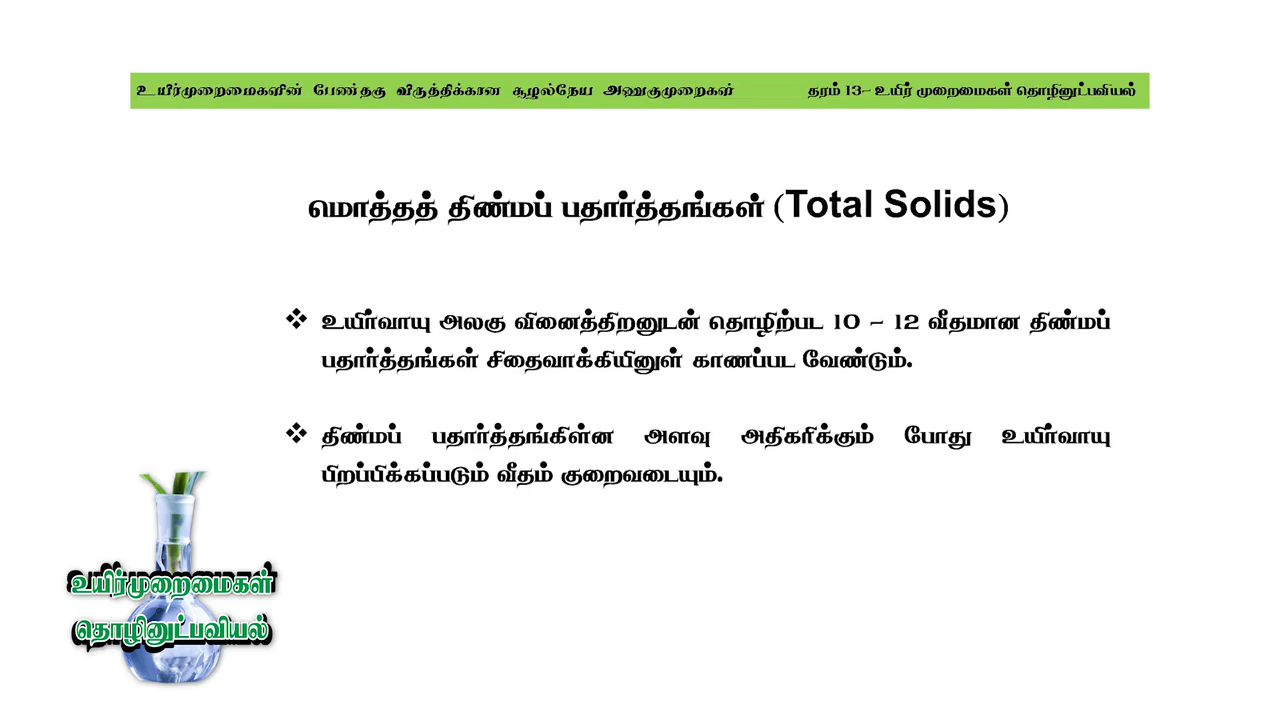 உயிர்முறைமைகளின் பேண்தகு விருத்திக்கான சூழல்நேய அணுகுமுறைகள் தரம் 13– உயிர் முறைமைகள் தொழினுட்பவியல்
மொத்தத் திண்மப் பதார்த்தங்கள் (Total Solids)
❖ உயிர்வாயு அலகு வினைத்திறனுடன் தொழிற்பட 10 – 12 வீதமான திண்மப்
பதார்த்தங்கள் சிதைவாக்கியினுள் காணப்பட வேண்டும்.
❖ திண்மப் பதார்த்தங்கின்ள அளவு அதிகரிக்கும் போது உயிர்வாயு
பிறப்பிக்கப்படும் வீதம் குறைவடையும்.
உயிர்முறைமைகள்
தொழினுட்பவியல்